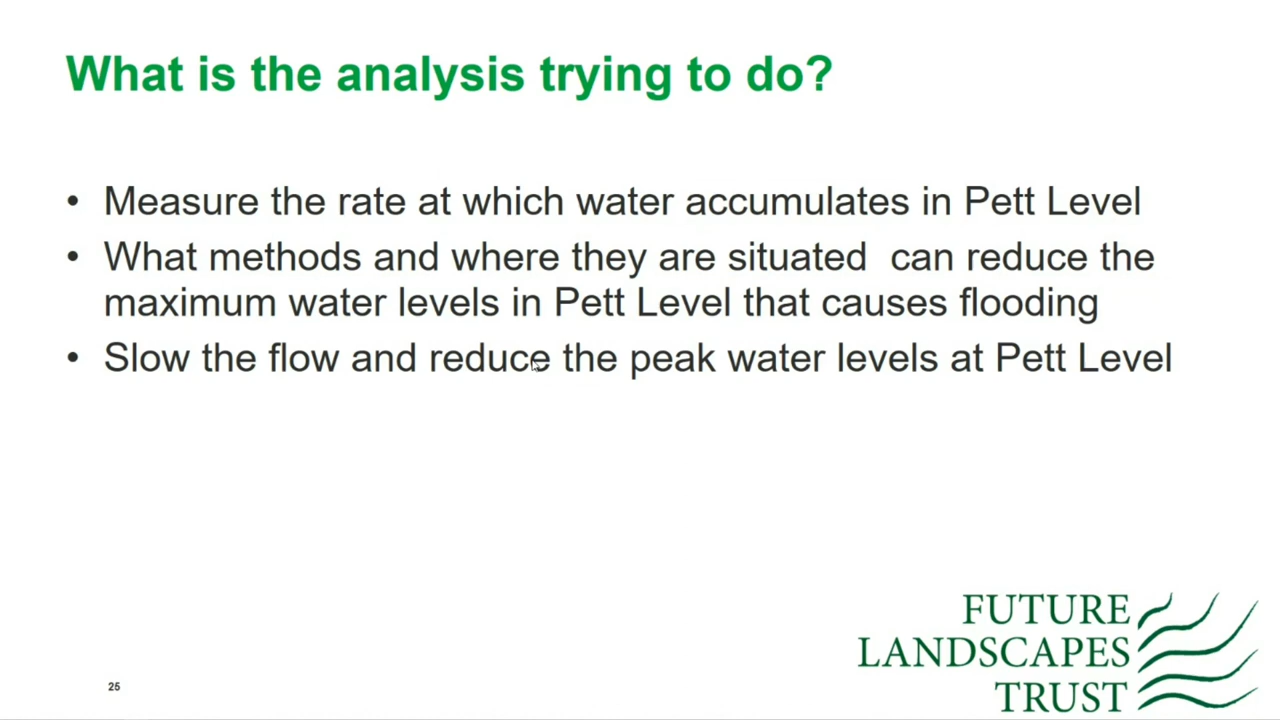 What is the analysis trying to do?
• Measure the rate at which water accumulates in Pett Level
• What methods and where they are situated  can reduce the
maximum water levels in Pett Level that causes flooding
• Slow the flow and reduce the peak water levels at Pett Level
FUTURE
LANDSCAPES
TRUST
25